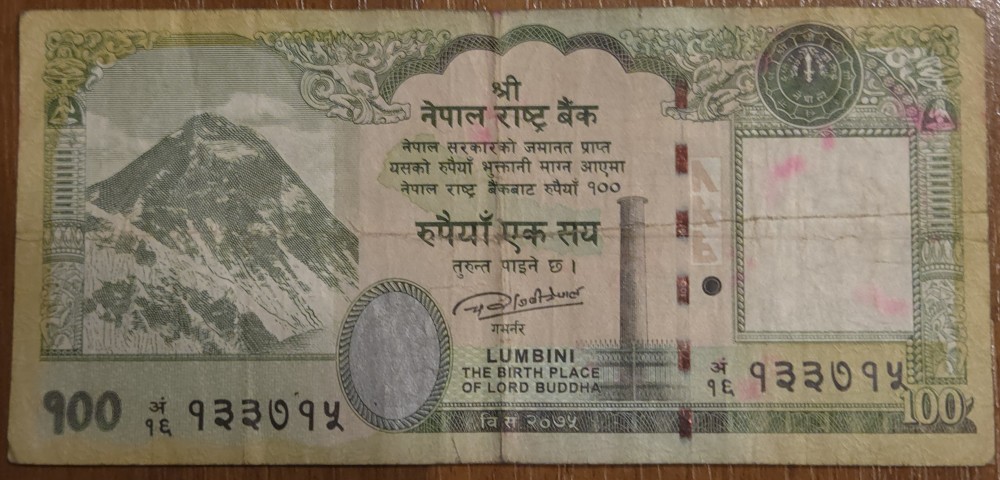 श्री
नेपाल राष्ट्र बैंक
नेपाल सरकारको जमानत प्राप्त
यसको रुपैयाँ भुक्तानी माग्न आएमा
नेपाल राष्ट्र बैंकबाट रुपैयाँ १००
रुपैयाँ एक सय
तुरुन्त पाइने छ।
गभर्नर
LUMBINI
THE BIRTH PLACE
OF LORD BUDDHA
अं
१६ १३३७१५
१०० अं
१६ १३३७१५
वि सं २०७५
100